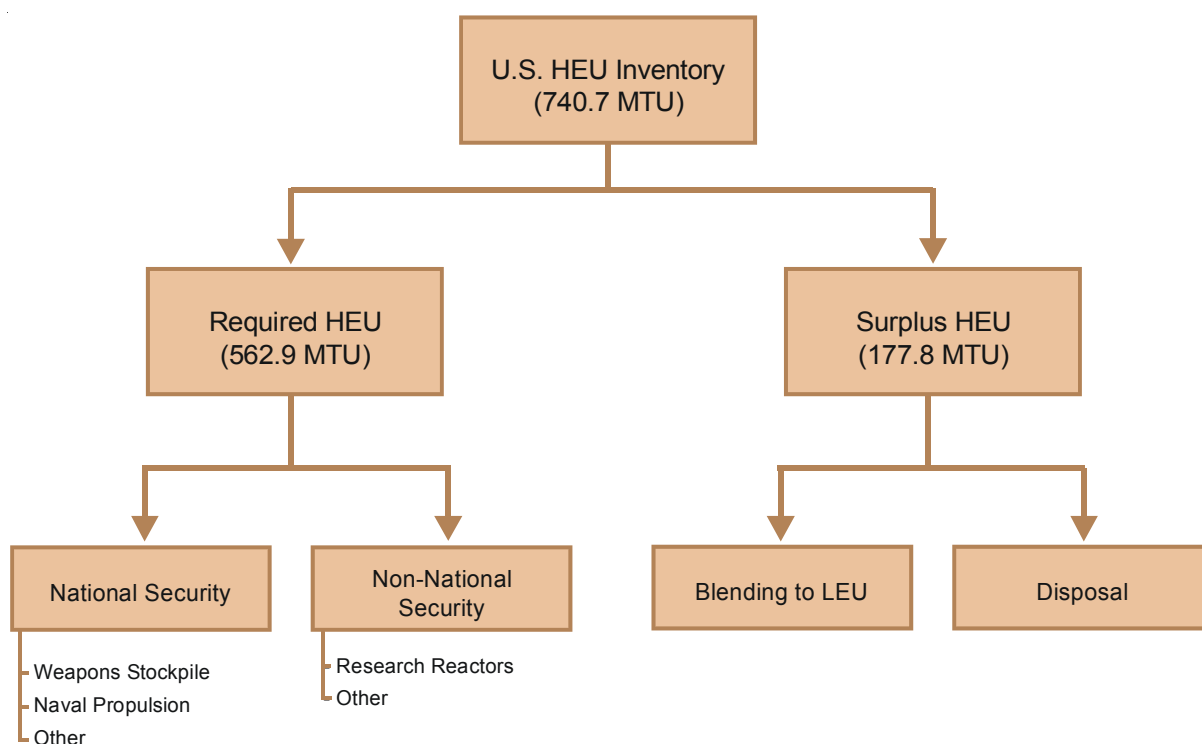 U.S. HEU Inventory
(740.7 MTU)
Required HEU
(562.9 MTU)
Surplus HEU
(177.8 MTU)
National Security
Non-National
Security
Blending to LEU
Disposal
Weapons Stockpile
Naval Propulsion
Other
Research Reactors
Other